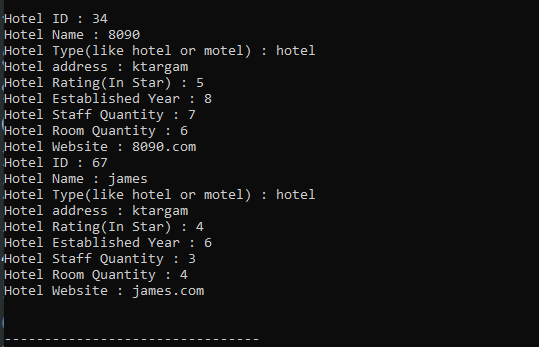 Hotel ID : 34
Hotel Name : 8090
Hotel Type(like hotel or motel) : hotel
Hotel address : ktargam
Hotel Rating(In Star) : 5
Hotel Established Year : 8
Hotel Staff Quantity : 7
Hotel Room Quantity : 6
Hotel Website : 8090.com
Hotel ID : 67
Hotel Name : james
Hotel Type(like hotel or motel) : hotel
Hotel address : ktargam
Hotel Rating(In Star) : 4
Hotel Established Year : 6
Hotel Staff Quantity : 3
Hotel Room Quantity : 4
Hotel Website : james.com
--------------------------------